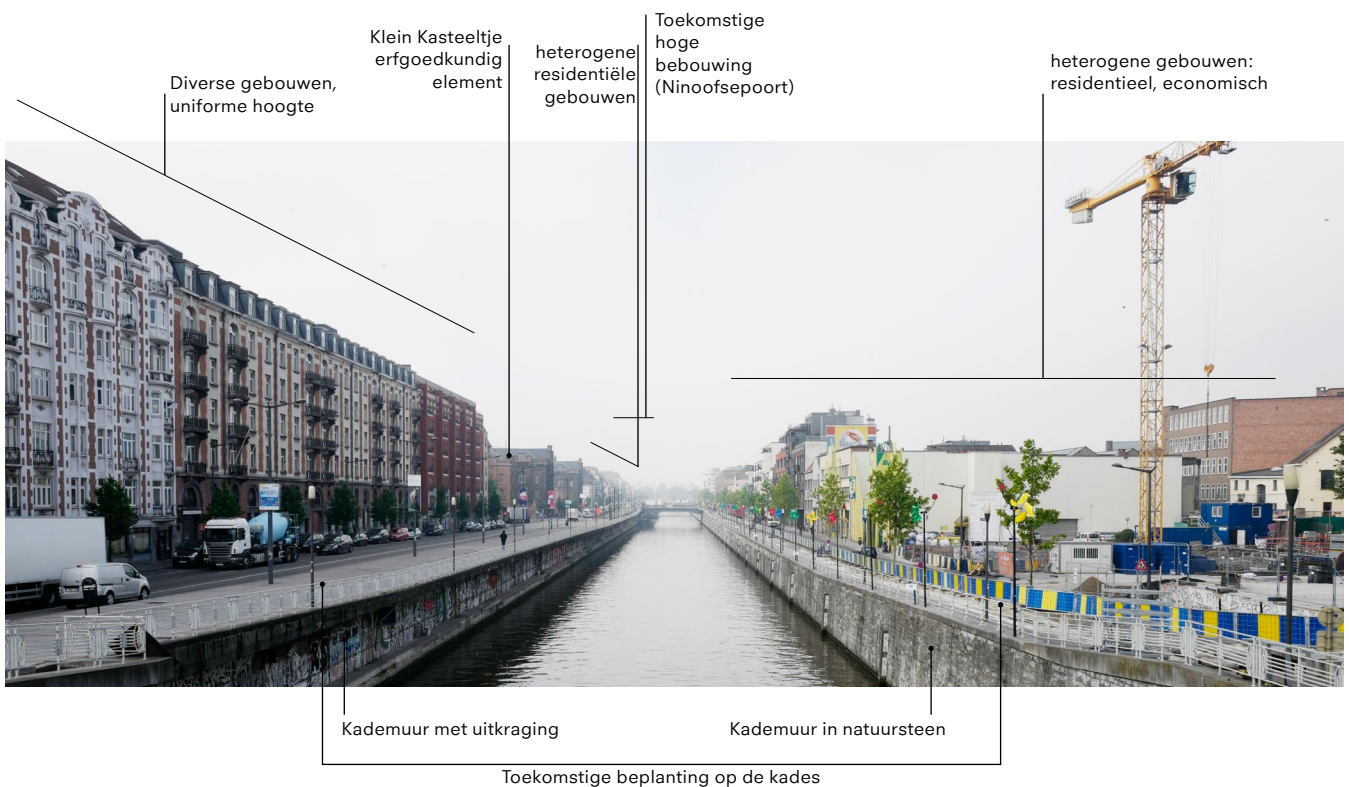 Toekomstige
hoge
bebouwing
(Ninoofsepoort)
Klein Kasteeltje
erfgoedkundig
element
heterogene
residentiële
gebouwen
heterogene gebouwen:
residentieel, economisch
Diverse gebouwen,
uniforme hoogte
Kademuur met uitkraging
Kademuur in natuursteen
Toekomstige beplanting op de kades